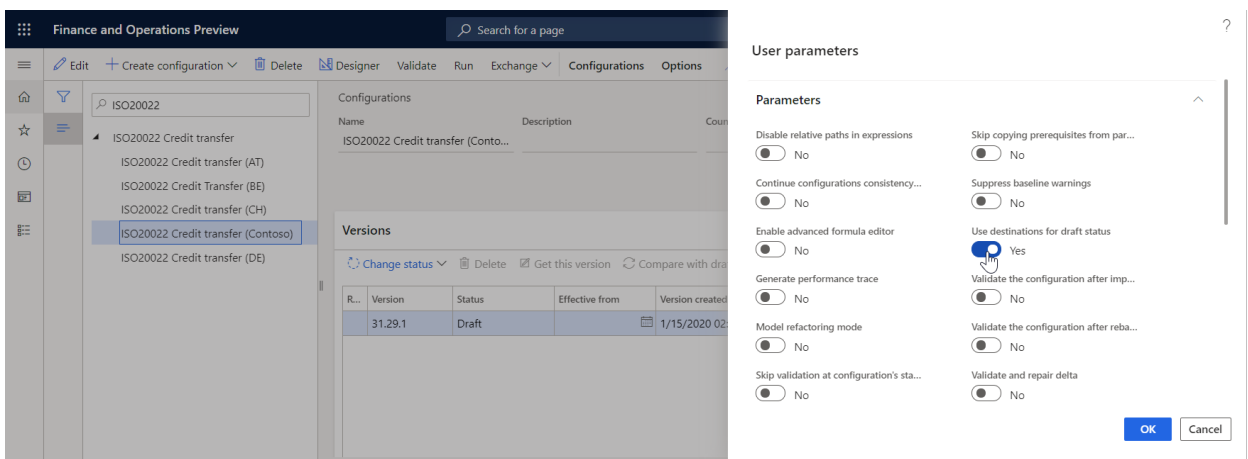 Finance and Operations Preview
Search for a page
Edit
Create configuration
Delete
Designer
Validate
Run
Exchange
Configurations
Options
ISO20022
ISO20022 Credit transfer
ISO20022 Credit transfer (AT)
ISO20022 Credit Transfer (BE)
ISO20022 Credit transfer (CH)
ISO20022 Credit transfer (Contoso)
ISO20022 Credit transfer (DE)
Configurations
Name
Description
Coun
ISO20022 Credit transfer (Conto...
Versions
Change status
Delete
Get this version
Compare with dra
R...
Version
Status
Effective from
Version created
31.29.1
Draft
1/15/2020 02:
?
User parameters
Parameters
Disable relative paths in expressions
No
Skip copying prerequisites from par...
No
Continue configurations consistency...
No
Suppress baseline warnings
No
Enable advanced formula editor
No
Use destinations for draft status
Yes
Generate performance trace
No
Validate the configuration after imp...
No
Model refactoring mode
No
Validate the configuration after reba...
No
Skip validation at configuration's sta...
No
Validate and repair delta
No
OK
Cancel